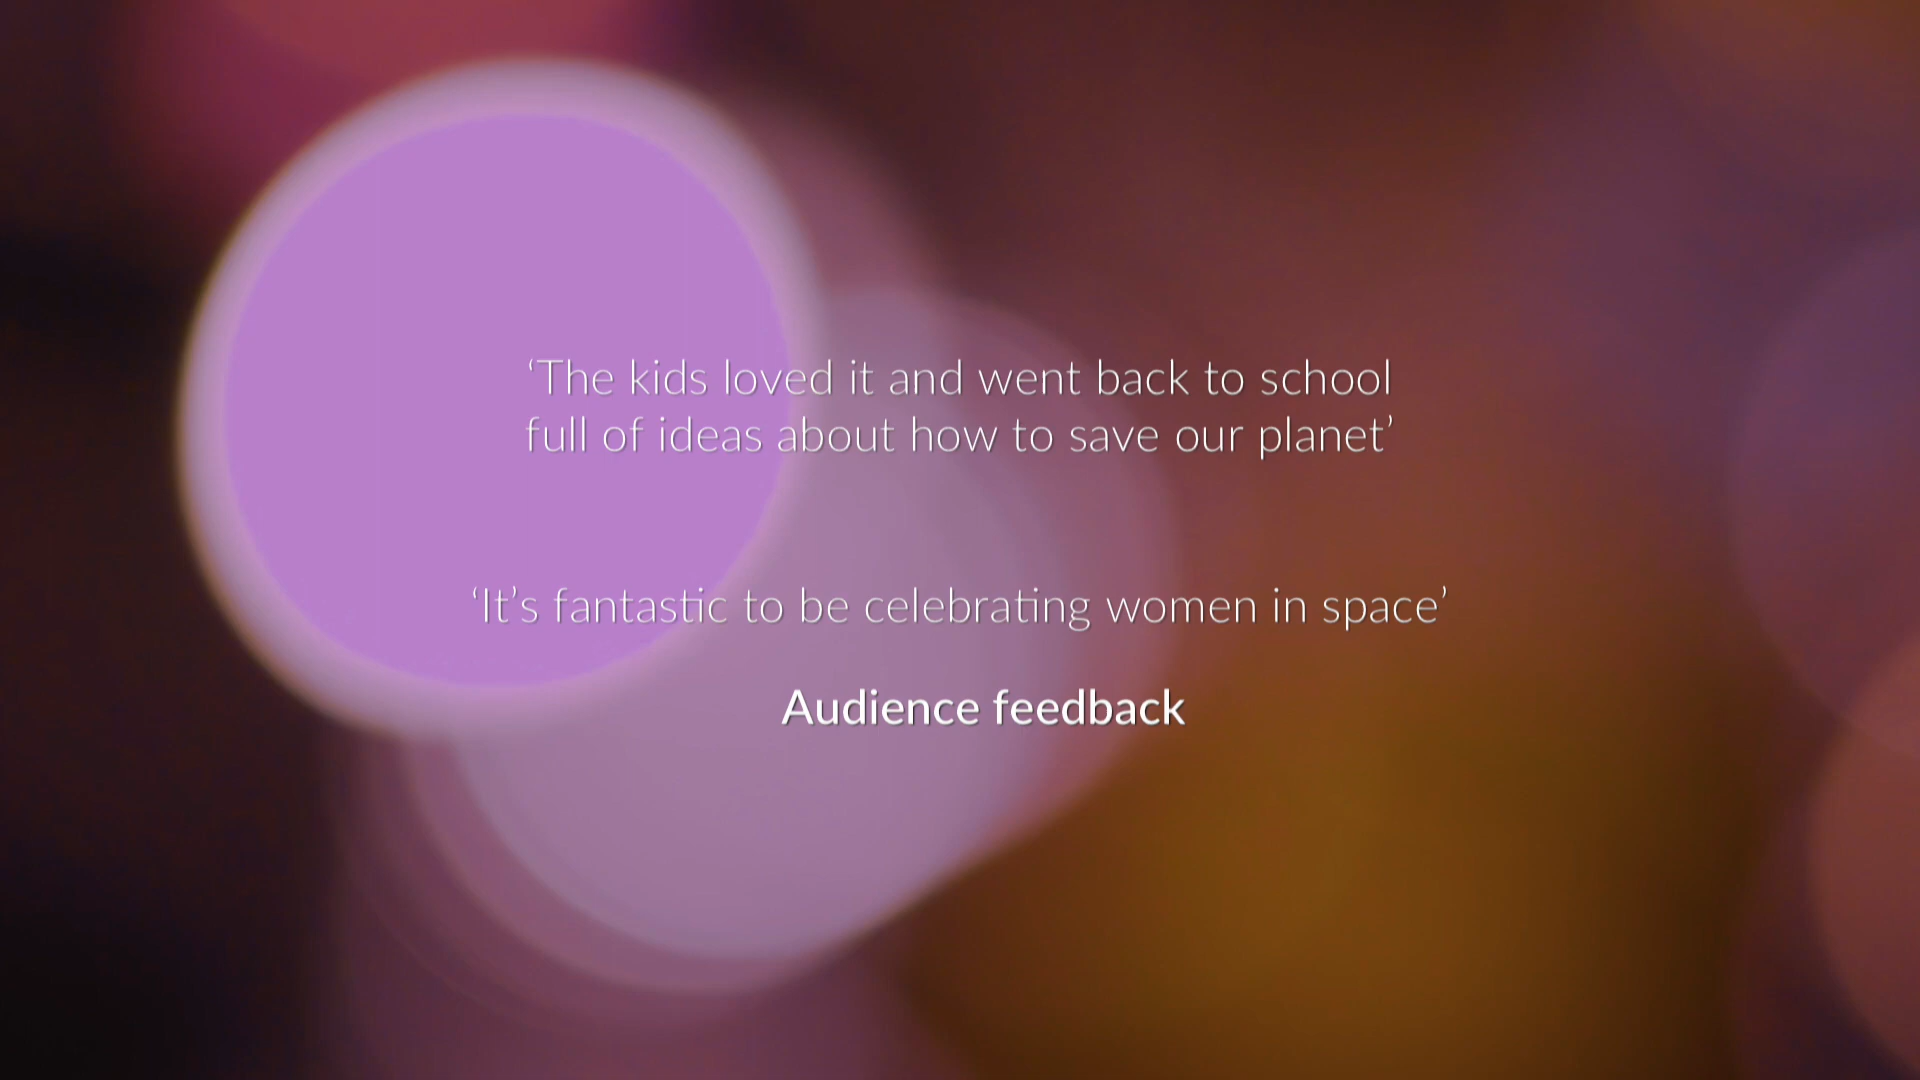 ‘The kids loved it and went back to school
full of ideas about how to save our planet’
‘It’s fantastic to be celebrating women in space’
Audience feedback